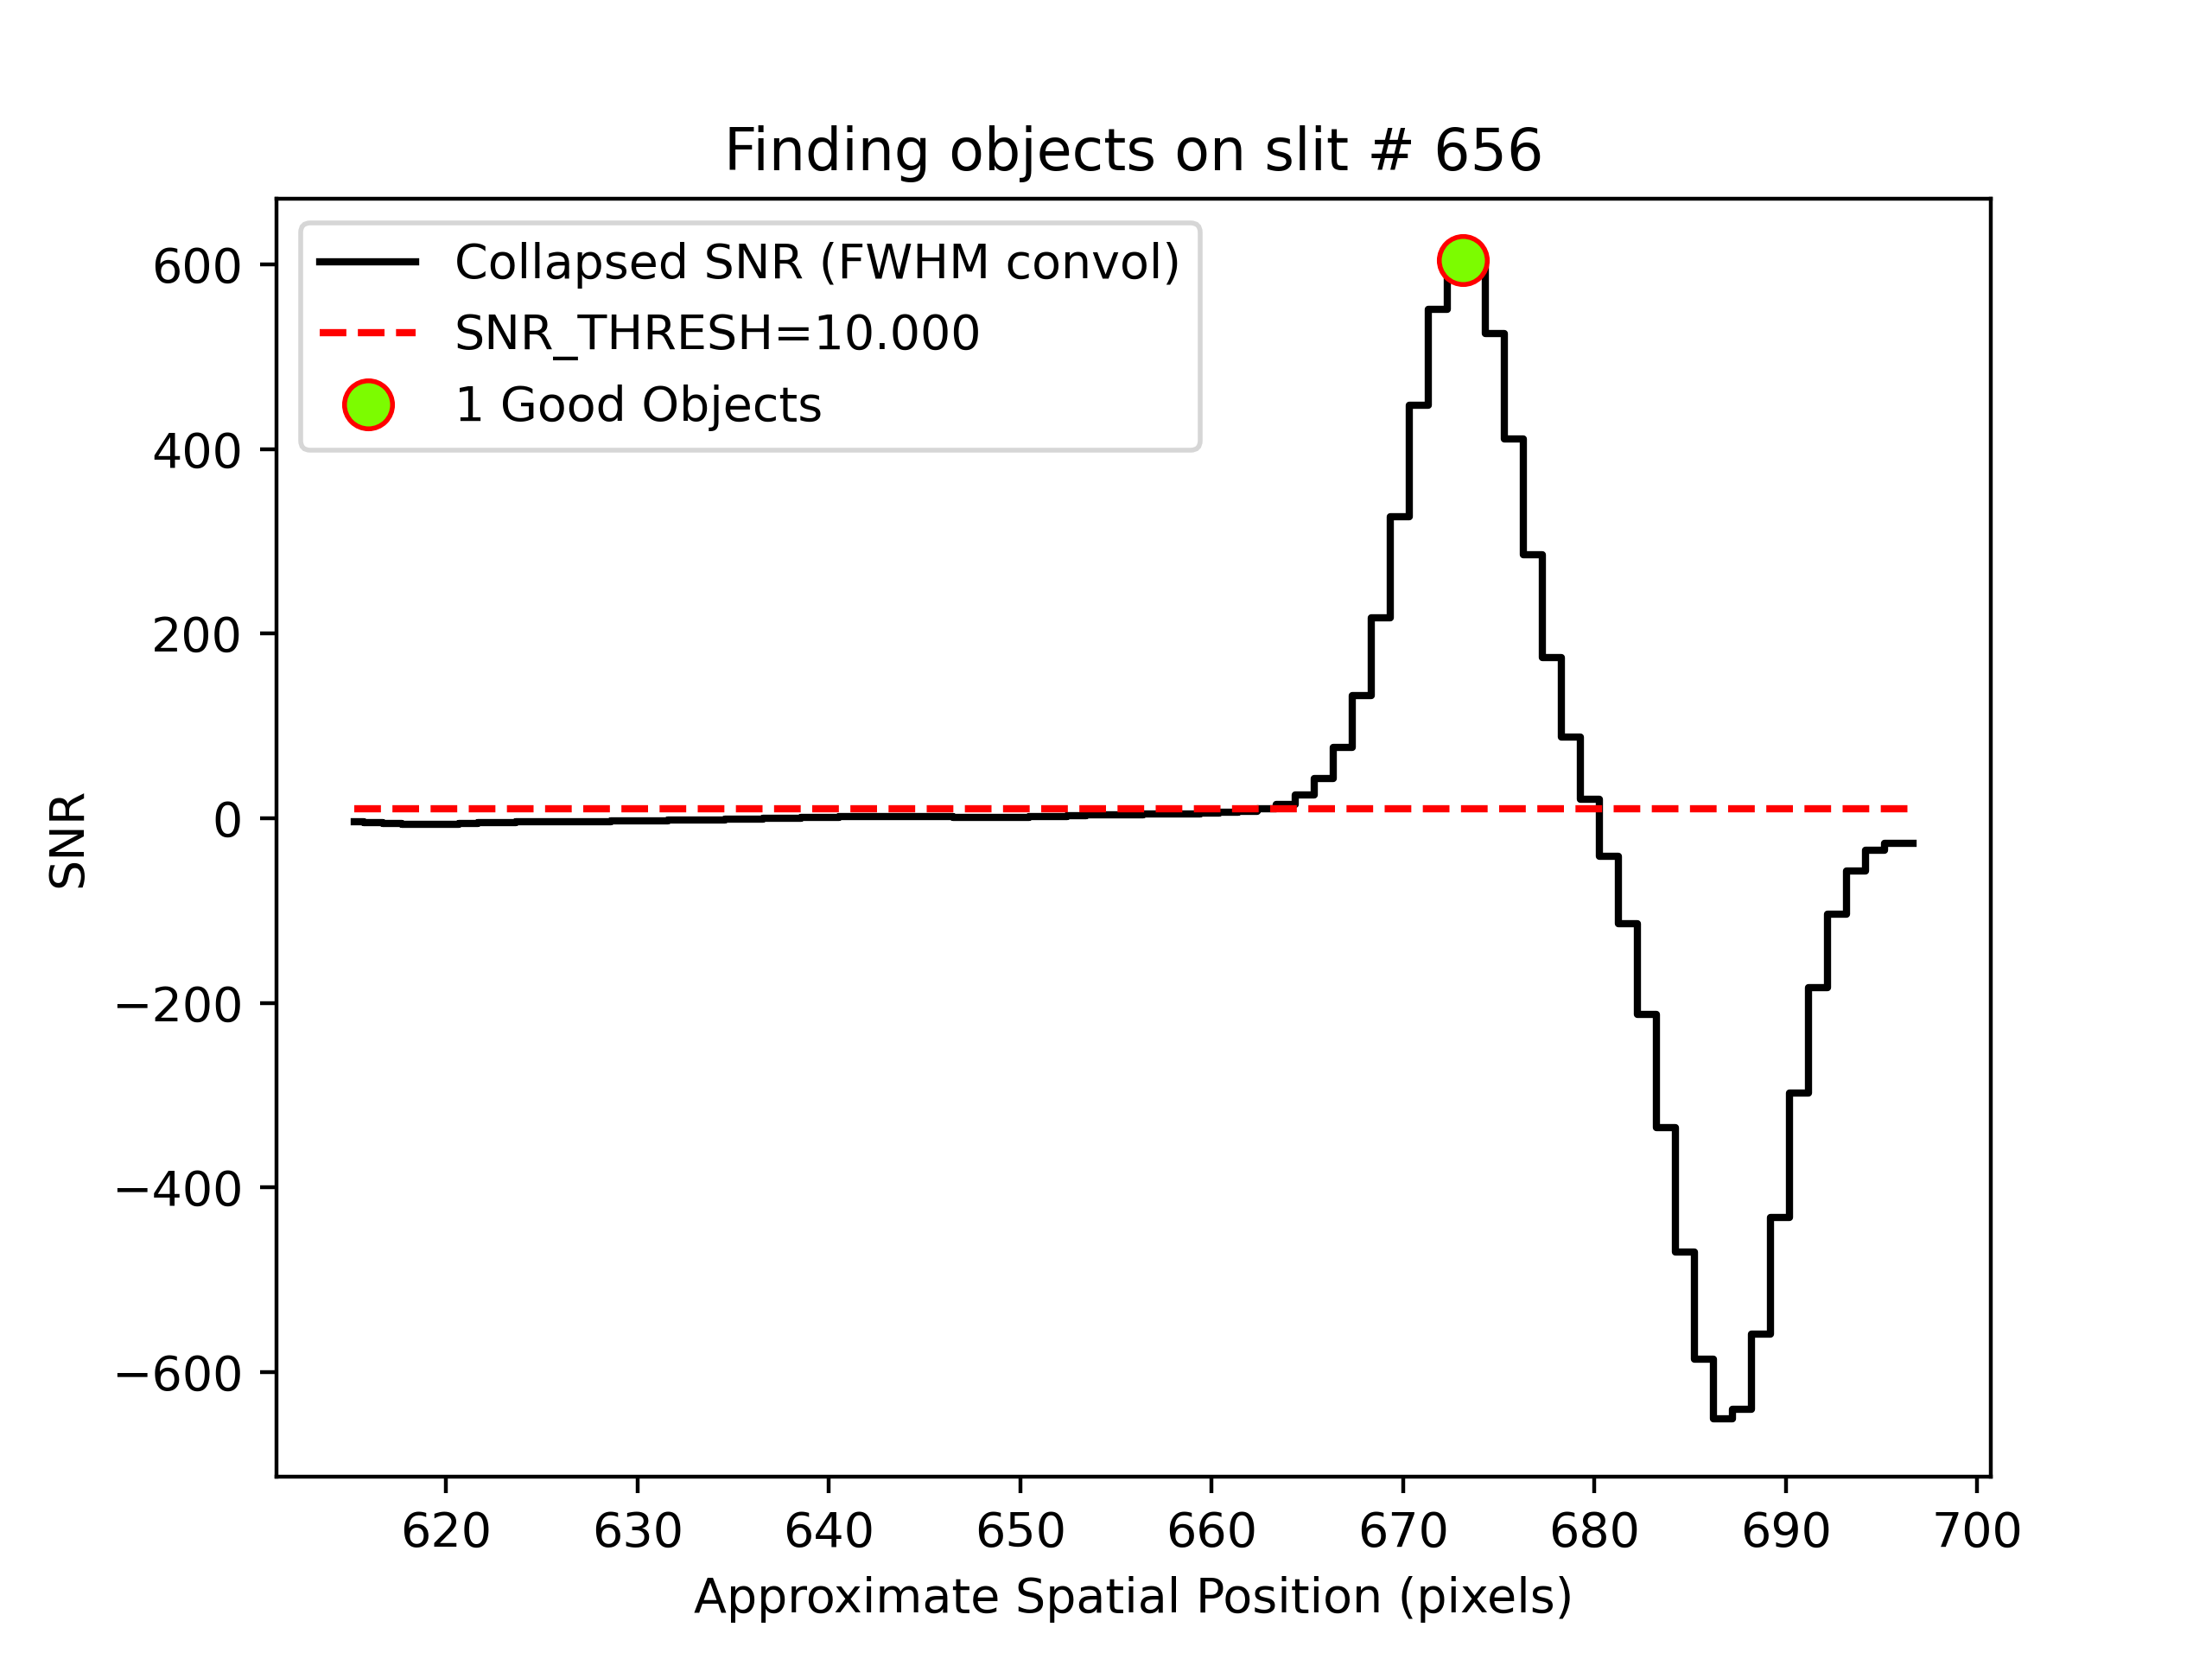 Finding objects on slit # 656
Collapsed SNR (FWHM convol)
SNR_THRESH=10.000
1 Good Objects
600
400
200
0
−200
−400
−600
SNR
620 630 640 650 660 670 680 690 700
Approximate Spatial Position (pixels)